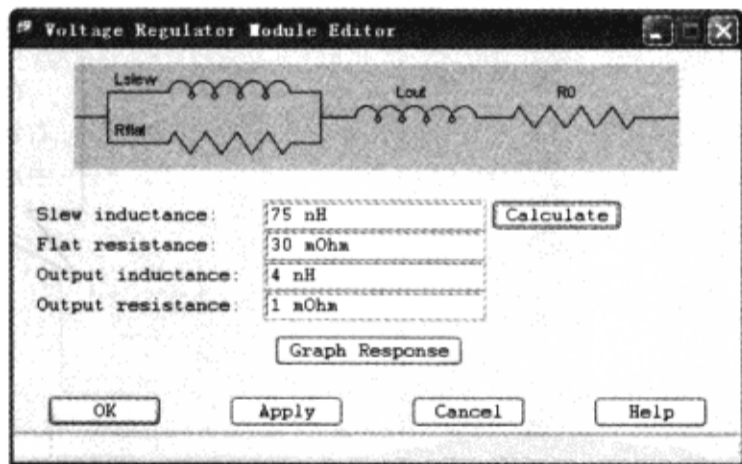 Voltage Regulator Module Editor
Lslew
Lout
R0
Rflat
Slew inductance: 75 nH Calculate
Flat resistance: 30 mOhm
Output inductance: 4 nH
Output resistance: 1 mOhm
Graph Response
OK Apply Cancel Help